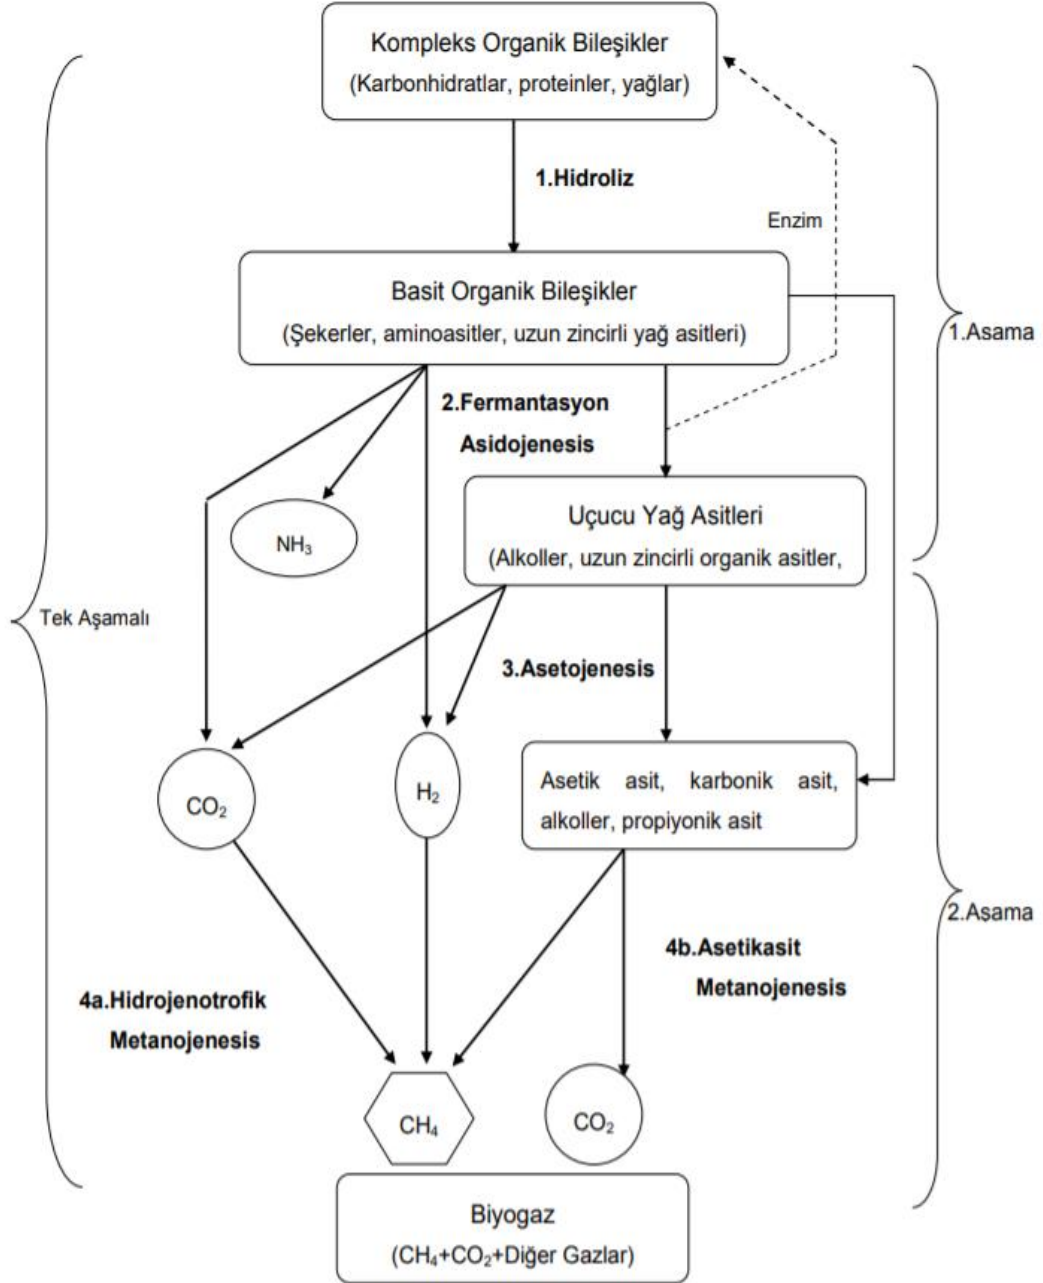 Kompleks Organik Bileşikler
(Karbonhidratlar, proteinler, yağlar)
1.Hidroliz
Enzim
Basit Organik Bileşikler
(Şekerler, aminoasitler, uzun zincirli yağ asitleri)
1.Asama
2.Fermantasyon
Asidojenesis
NH₃
Uçucu Yağ Asitleri
(Alkoller, uzun zincirli organik asitler,
Tek Aşamalı
3.Asetojenesis
CO₂
H₂
Asetik asit, karbonik asit,
alkoller, propiyonik asit
2.Aşama
4a.Hidrojenotrofik
Metanojenesis
4b.Asetikasit
Metanojenesis
CH₄
CO₂
Biyogaz
(CH₄+CO₂+Diğer Gazlar)